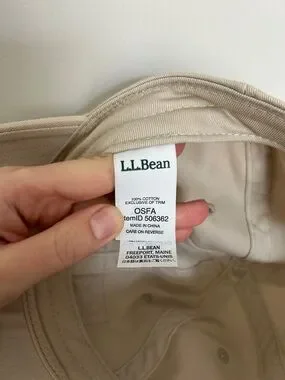 L.L.Bean
100% COTTON
EXCLUSIVE OF TRIM
OSFA
temID 506362
MADE IN CHINA
CARE ON REVERSE
L.L.BEAN
FREEPORT, MAINE
04033 ÉTATS-UNIS